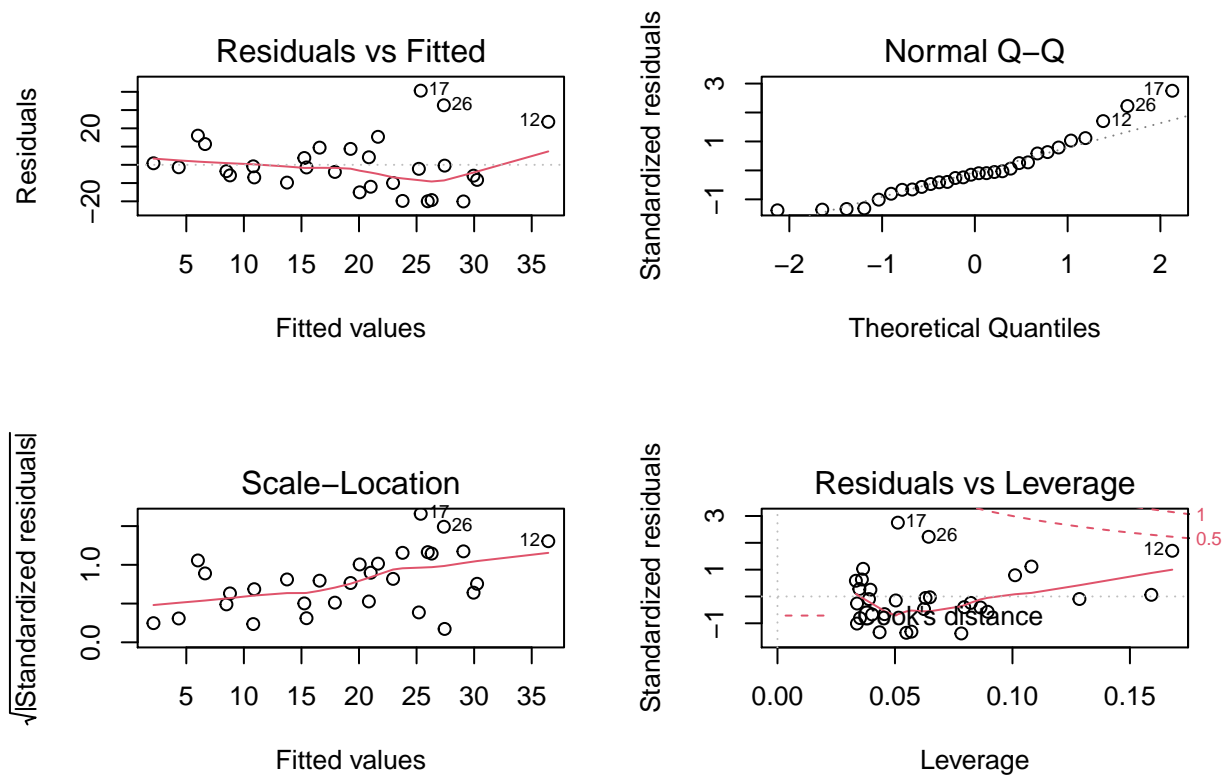 Residuals vs Fitted
Residuals
20
−20
17
26
12
5 10 15 20 25 30 35
Fitted values
Normal Q−Q
Standardized residuals
3
1
−1
17
26
12
−2 −1 0 1 2
Theoretical Quantiles
Scale−Location
√|Standardized residuals|
1.0
0.0
17
26
12
5 10 15 20 25 30 35
Fitted values
Residuals vs Leverage
Standardized residuals
3
1
−1
17
26
12
1
0.5
ook's distance
0.00 0.05 0.10 0.15
Leverage